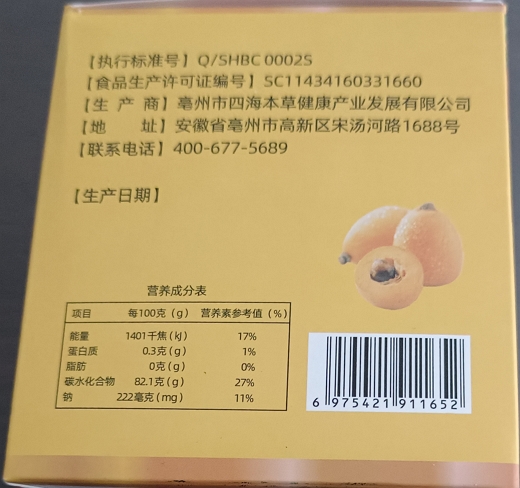 【执行标准号】Q/SHBC 0002S
【食品生产许可证编号】SC11434160331660
【生 产 商】亳州市四海本草健康产业发展有限公司
【地 址】安徽省亳州市高新区宋汤河路1688号
【联系电话】400-677-5689
【生产日期】
营养成分表
项目 每100克(g) 营养素参考值(%)
能量 1401千焦(kJ) 17%
蛋白质 0.3克(g) 1%
脂肪 0克(g) 0%
碳水化合物 82.1克(g) 27%
钠 222毫克(mg) 11%
6 975421 911652